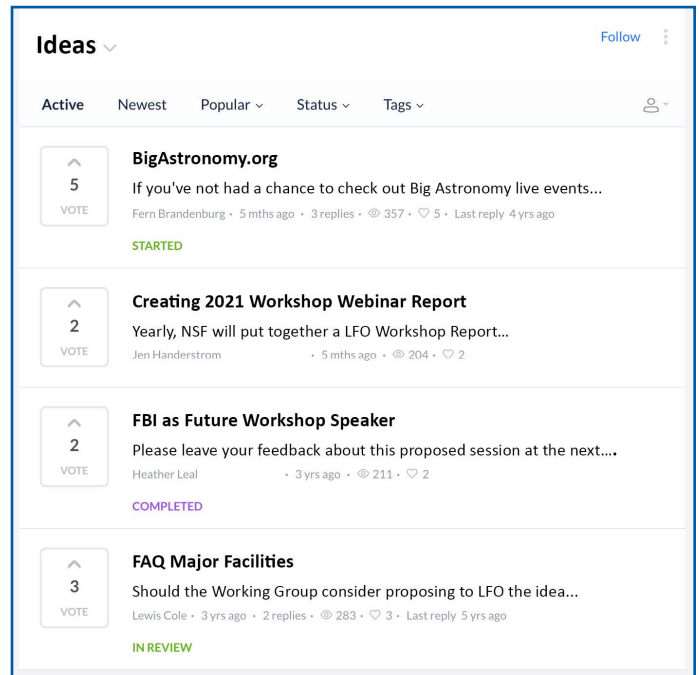 Ideas
Follow
Active Newest Popular Status Tags
5
VOTE
BigAstronomy.org
If you've not had a chance to check out Big Astronomy live events...
Fern Brandenburg • 5 mths ago • 3 replies • 357 • 5 • Last reply 4 yrs ago
STARTED
2
VOTE
Creating 2021 Workshop Webinar Report
Yearly, NSF will put together a LFO Workshop Report...
Jen Handerstrom • 5 mths ago • 204 • 2
2
VOTE
FBI as Future Workshop Speaker
Please leave your feedback about this proposed session at the next....
Heather Leal • 3 yrs ago • 211 • 2
COMPLETED
3
VOTE
FAQ Major Facilities
Should the Working Group consider proposing to LFO the idea...
Lewis Cole • 3 yrs ago • 2 replies • 283 • 3 • Last reply 5 yrs ago
IN REVIEW